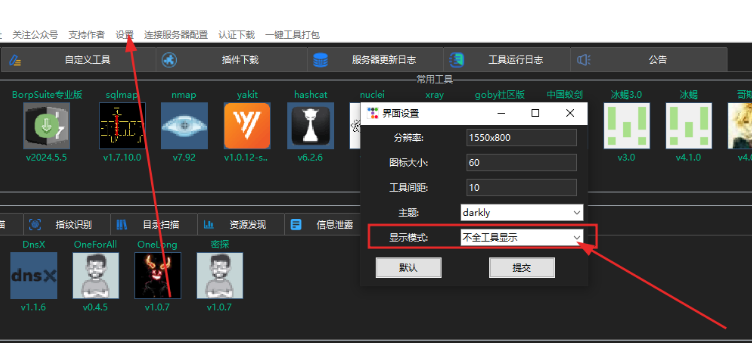 关注公众号 支持作者 设置 连接服务器配置 认证下载 一键工具打包
自定义工具 插件下载 服务器更新日志 工具运行日志 公告
常用工具
BorpSuite专业版 sqlmap nmap yakit hashcat nuclei xray goby社区版 中国蚁剑 冰蝎3.0 冰蝎
v2024.5.5 v1.7.10.0 v7.92 v1.0.12-s.. v6.2.6 v3.0 v4.1.0
界面设置
分辨率: 1550x800
图标大小: 60
工具间距: 10
主题: darkly
显示模式: 不全工具显示
默认 提交
指纹识别 目录扫描 资源发现 信息泄露
DnsX OneForAll OneLong 密探
dnsX
v1.1.6 v0.4.5 v1.0.7 v1.0.7